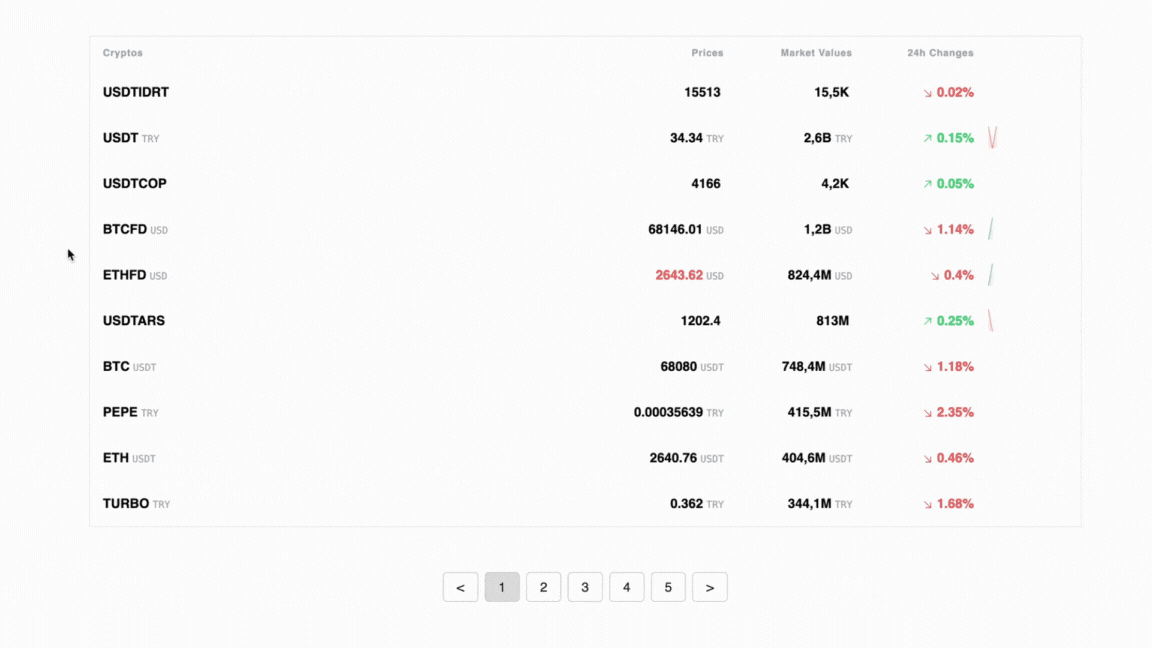 Cryptos Prices Market Values 24h Changes
USDTIDRT 15513 15,5K ↘ 0.02%
USDT TRY 34.34 TRY 2,6B TRY ↗ 0.15%
USDTCOP 4166 4,2K ↗ 0.05%
BTCFD USD 68146.01 USD 1,2B USD ↘ 1.14%
ETHFD USD 2643.62 USD 824,4M USD ↘ 0.4%
USDTARS 1202.4 813M ↗ 0.25%
BTC USDT 68080 USDT 748,4M USDT ↘ 1.18%
PEPE TRY 0.00035639 TRY 415,5M TRY ↘ 2.35%
ETH USDT 2640.76 USDT 404,6M USDT ↘ 0.46%
TURBO TRY 0.362 TRY 344,1M TRY ↘ 1.68%
< 1 2 3 4 5 >